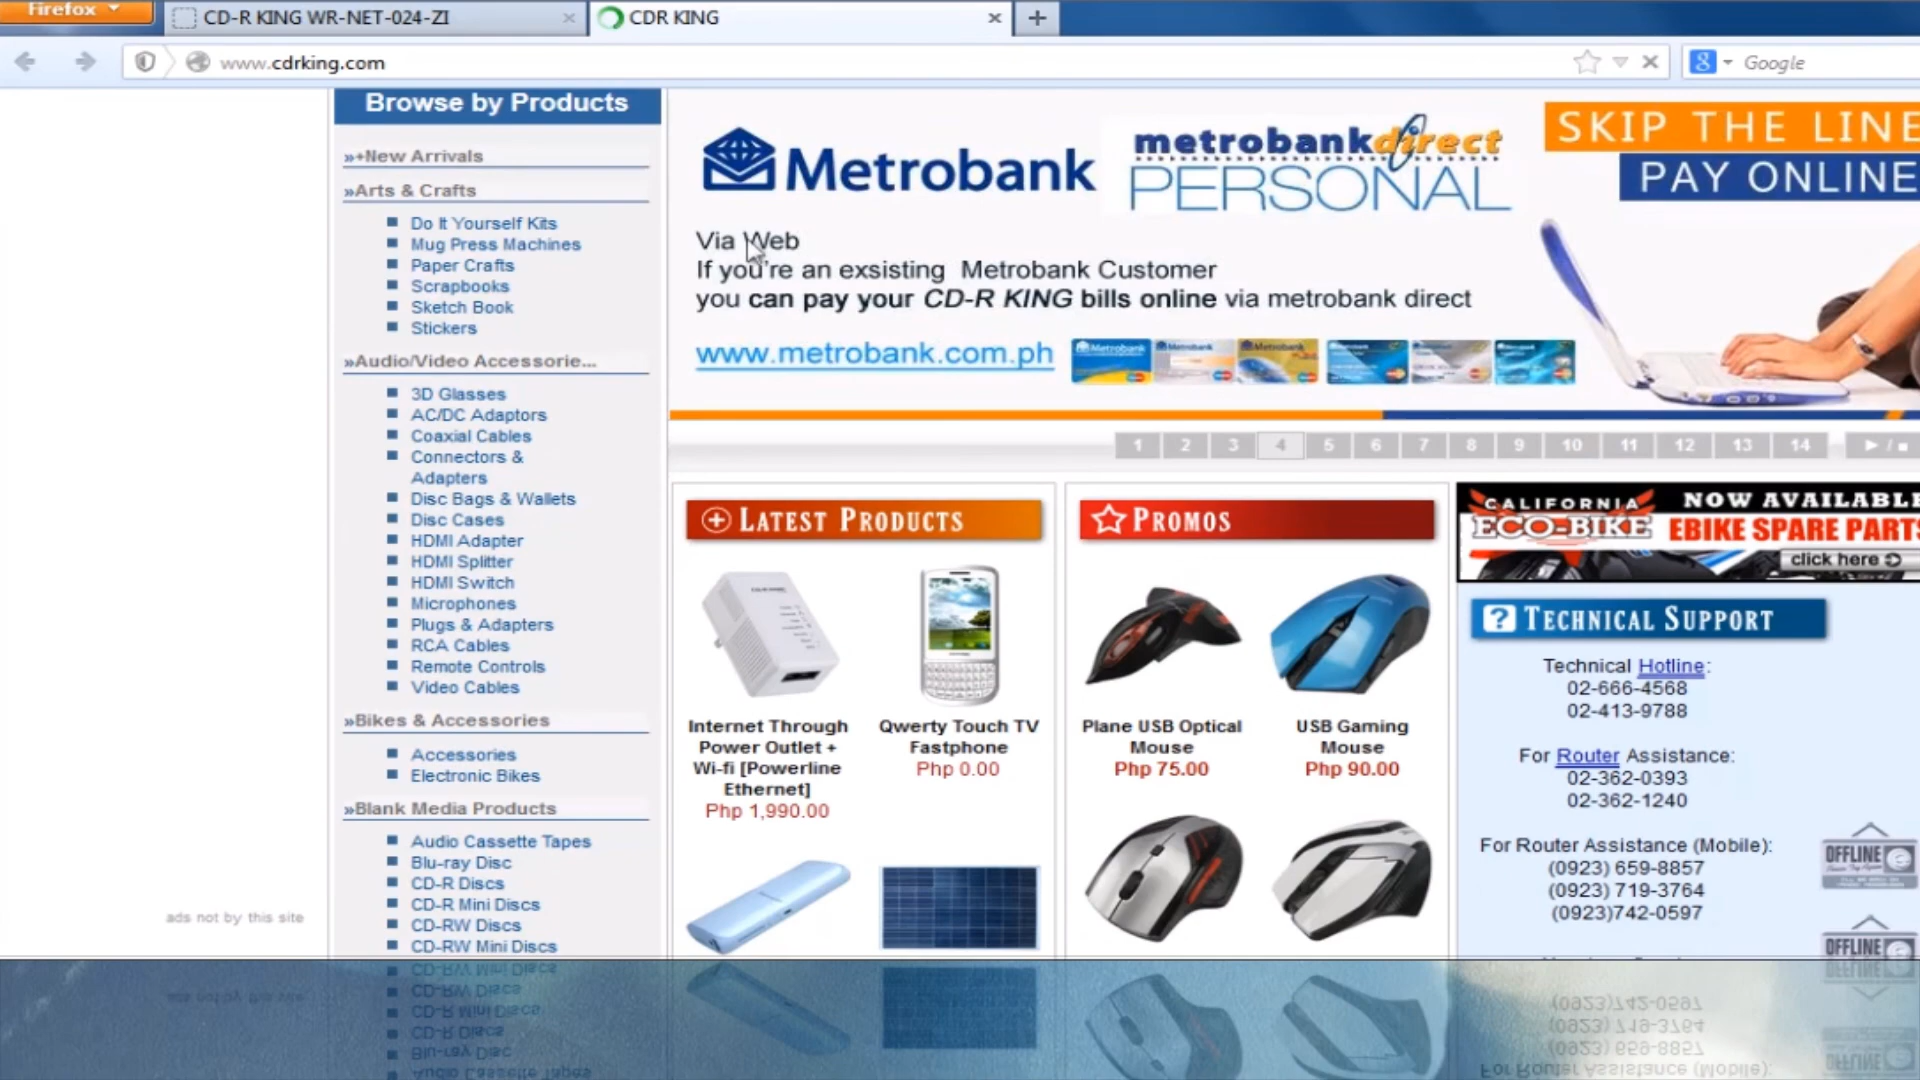 Firefox
CD-R KING WR-NET-024-ZI
CDR KING
www.cdrking.com
Google
Browse by Products
»+New Arrivals
»Arts & Crafts
Do It Yourself Kits
Mug Press Machines
Paper Crafts
Scrapbooks
Sketch Book
Stickers
»Audio/Video Accessorie...
3D Glasses
AC/DC Adaptors
Coaxial Cables
Connectors &
Adapters
Disc Bags & Wallets
Disc Cases
HDMI Adapter
HDMI Splitter
HDMI Switch
Microphones
Plugs & Adapters
RCA Cables
Remote Controls
Video Cables
»Bikes & Accessories
Accessories
Electronic Bikes
»Blank Media Products
Audio Cassette Tapes
Blu-ray Disc
CD-R Discs
CD-R Mini Discs
CD-RW Discs
CD-RW Mini Discs
ads not by this site
Metrobank
metrobankdirect
PERSONAL
SKIP THE LINE
PAY ONLINE
Via Web
If you're an exsisting Metrobank Customer
you can pay your CD-R KING bills online via metrobank direct
www.metrobank.com.ph
Metrobank
Metrobank
Metrobank
1 2 3 4 5 6 7 8 9 10 11 12 13 14
LATEST PRODUCTS
Internet Through
Power Outlet +
Wi-fi [Powerline
Ethernet]
Php 1,990.00
Qwerty Touch TV
Fastphone
Php 0.00
PROMOS
Plane USB Optical
Mouse
Php 75.00
USB Gaming
Mouse
Php 90.00
CALIFORNIA
ECO-BIKE
NOW AVAILABLE
EBIKE SPARE PARTS
click here
? TECHNICAL SUPPORT
Technical Hotline:
02-666-4568
02-413-9788
For Router Assistance:
02-362-0393
02-362-1240
For Router Assistance (Mobile):
(0923) 659-8857
(0923) 719-3764
(0923)742-0597
OFFLINE
OFFLINE